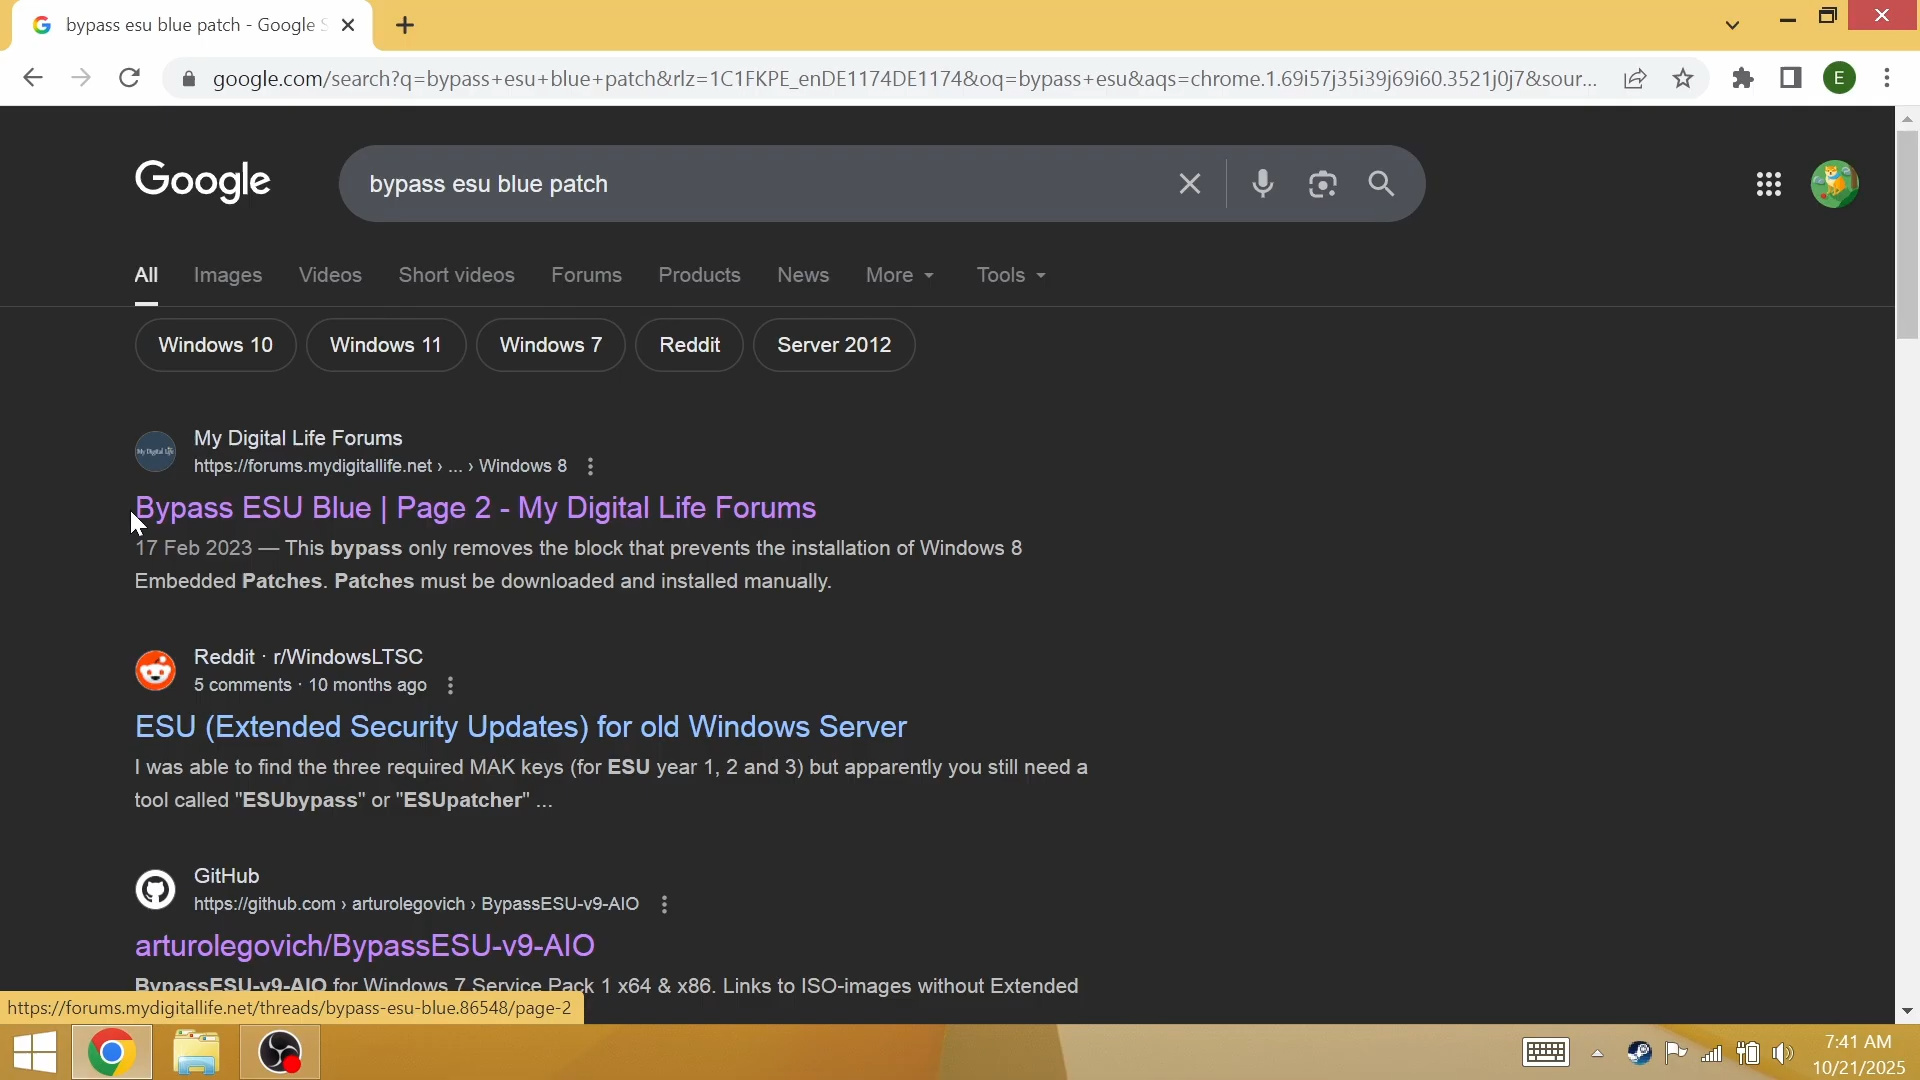 bypass esu blue patch - Google S
google.com/search?q=bypass+esu+blue+patch&rlz=1C1FKPE_enDE1174DE1174&oq=bypass+esu&aqs=chrome.1.69i57j35i39j69i60.3521j0j7&sour...
E
Google
bypass esu blue patch
All Images Videos Short videos Forums Products News More Tools
Windows 10 Windows 11 Windows 7 Reddit Server 2012
My Digital Life Forums
https://forums.mydigitallife.net › ... › Windows 8
Bypass ESU Blue | Page 2 - My Digital Life Forums
17 Feb 2023 — This bypass only removes the block that prevents the installation of Windows 8
Embedded Patches. Patches must be downloaded and installed manually.
Reddit · r/WindowsLTSC
5 comments · 10 months ago
ESU (Extended Security Updates) for old Windows Server
I was able to find the three required MAK keys (for ESU year 1, 2 and 3) but apparently you still need a
tool called "ESUbypass" or "ESUpatcher" ...
GitHub
https://github.com › arturolegovich › BypassESU-v9-AIO
arturolegovich/BypassESU-v9-AIO
BypassESU-v9-AIO for Windows 7 Service Pack 1 x64 & x86. Links to ISO-images without Extended
https://forums.mydigitallife.net/threads/bypass-esu-blue.86548/page-2
7:41 AM
10/21/2025